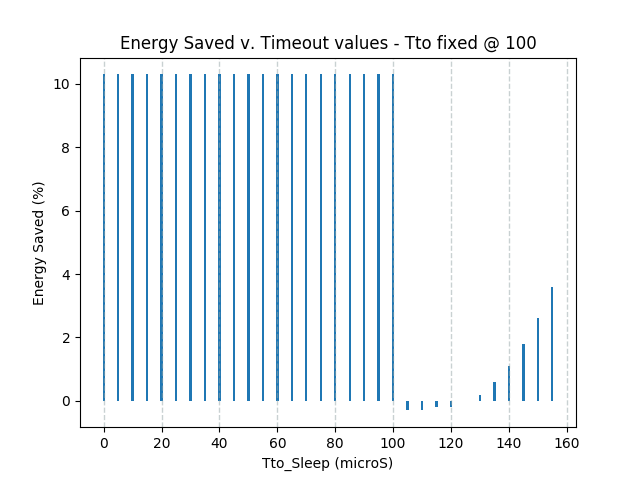 Energy Saved v. Timeout values - Tto fixed @ 100
Energy Saved (%)
10
8
6
4
2
0
0 20 40 60 80 100 120 140 160
Tto_Sleep (microS)